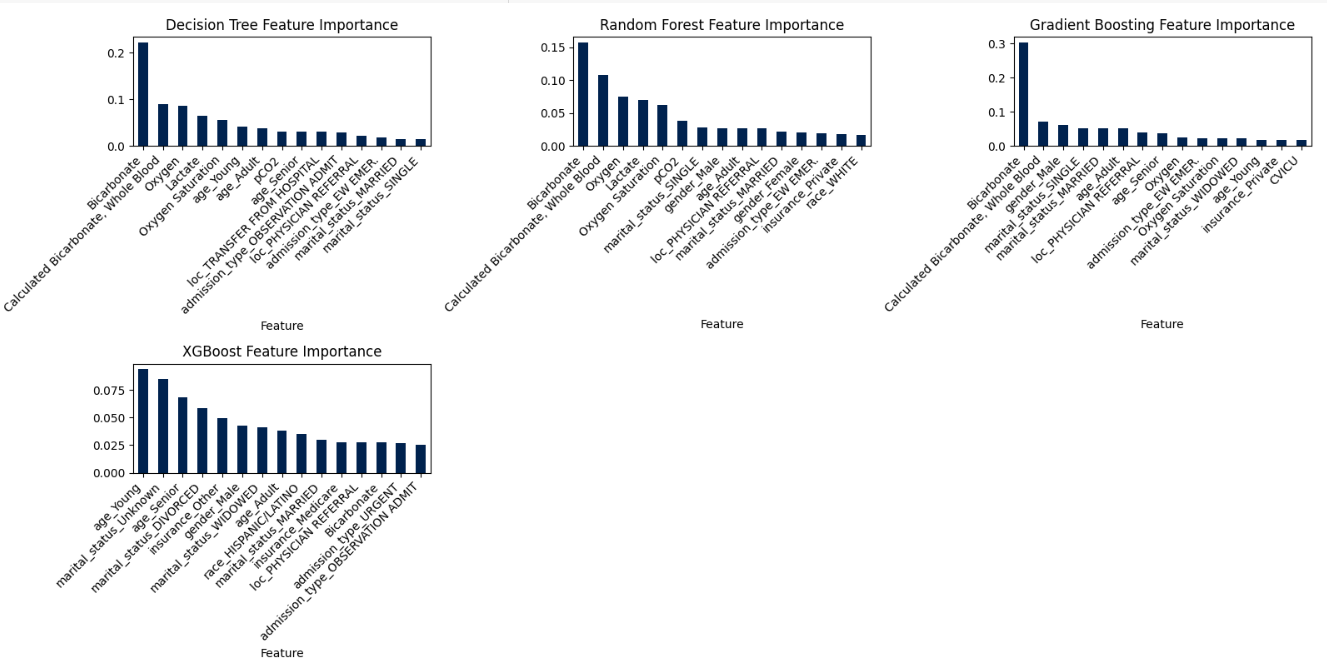 Decision Tree Feature Importance
0.2
0.1
0.0
Bicarbonate
Calculated Bicarbonate, Whole Blood
Oxygen
Lactate
Oxygen Saturation
age_Young
age_Adult
pCO2
age_Senior
loc_TRANSFER FROM HOSPITAL
admission_type_OBSERVATION ADMIT
loc_PHYSICIAN REFERRAL
admission_type_EW EMER.
marital_status_MARRIED
marital_status_SINGLE
Feature
Random Forest Feature Importance
0.15
0.10
0.05
0.00
Bicarbonate
Calculated Bicarbonate, Whole Blood
Oxygen
Lactate
Oxygen Saturation
pCO2
marital_status_SINGLE
gender_Male
age_Adult
loc_PHYSICIAN REFERRAL
marital_status_MARRIED
gender_Female
admission_type_EW EMER.
insurance_Private
race_WHITE
Feature
Gradient Boosting Feature Importance
0.3
0.2
0.1
0.0
Bicarbonate
Calculated Bicarbonate, Whole Blood
gender_Male
marital_status_SINGLE
marital_status_MARRIED
age_Adult
loc_PHYSICIAN REFERRAL
age_Senior
Oxygen
admission_type_EW EMER.
Oxygen Saturation
marital_status_WIDOWED
age_Young
insurance_Private
CVICU
Feature
XGBoost Feature Importance
0.075
0.050
0.025
0.000
age_Young
marital_status_Unknown
age_Senior
marital_status_DIVORCED
insurance_Other
gender_Male
marital_status_WIDOWED
age_Adult
race_HISPANIC/LATINO
marital_status_MARRIED
insurance_Medicare
loc_PHYSICIAN REFERRAL
Bicarbonate
admission_type_URGENT
admission_type_OBSERVATION ADMIT
Feature